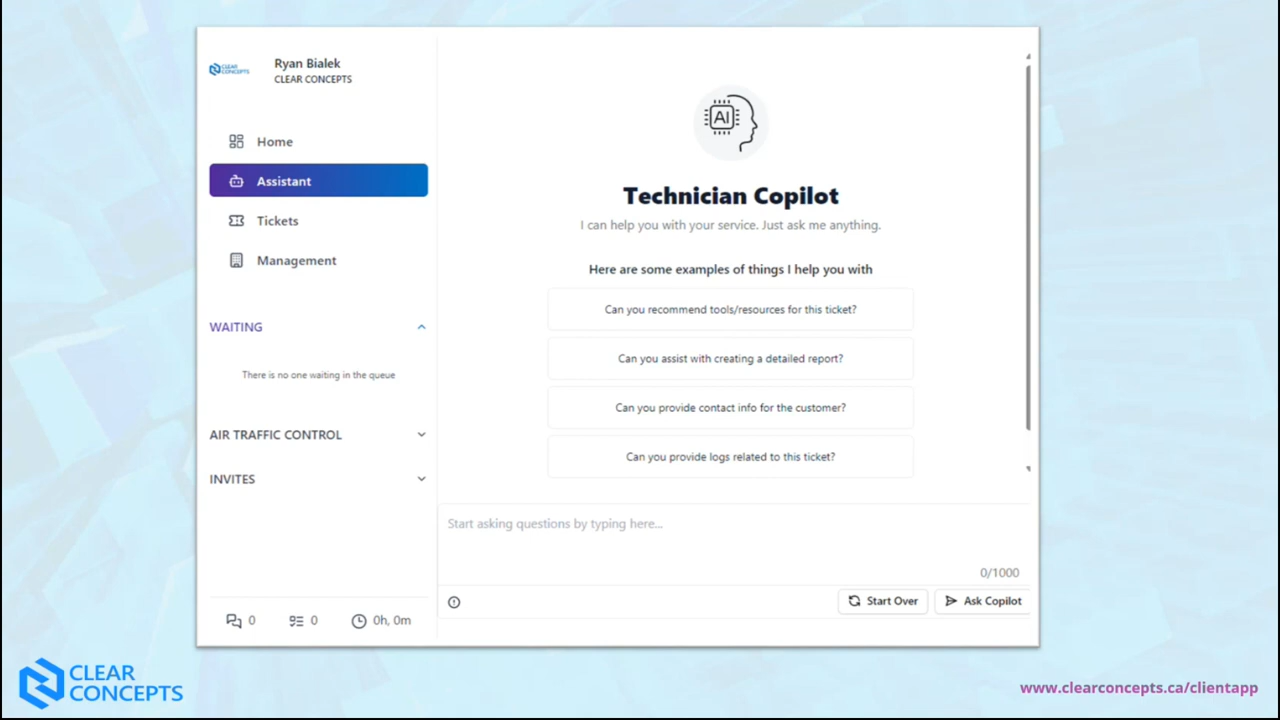 CLEAR
CONCEPTS
Ryan Bialek
CLEAR CONCEPTS
Home
Assistant
Tickets
Management
WAITING
There is no one waiting in the queue
AIR TRAFFIC CONTROL
INVITES
0
0
0h, 0m
AI
Technician Copilot
I can help you with your service. Just ask me anything.
Here are some examples of things I help you with
Can you recommend tools/resources for this ticket?
Can you assist with creating a detailed report?
Can you provide contact info for the customer?
Can you provide logs related to this ticket?
Start asking questions by typing here...
0/1000
Start Over
Ask Copilot
CLEAR
CONCEPTS
www.clearconcepts.ca/clientapp